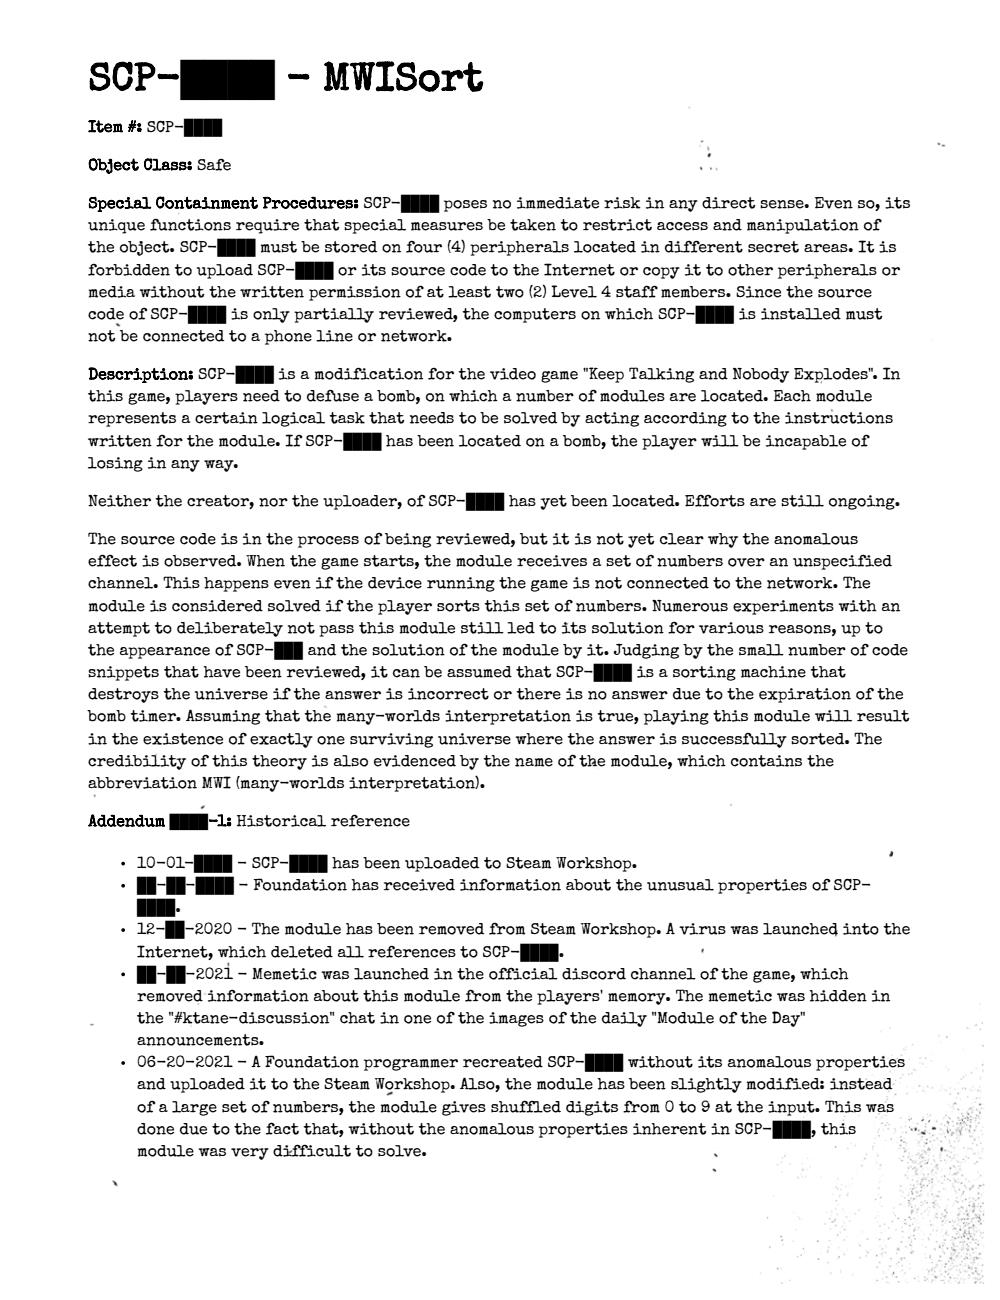 SCP-████ – MWISort
Item #: SCP-████
Object Class: Safe
Special Containment Procedures: SCP-████ poses no immediate risk in any direct sense. Even so, its
unique functions require that special measures be taken to restrict access and manipulation of
the object. SCP-████ must be stored on four (4) peripherals located in different secret areas. It is
forbidden to upload SCP-████ or its source code to the Internet or copy it to other peripherals or
media without the written permission of at least two (2) Level 4 staff members. Since the source
code of SCP-████ is only partially reviewed, the computers on which SCP-████ is installed must
not be connected to a phone line or network.
Description: SCP-████ is a modification for the video game "Keep Talking and Nobody Explodes". In
this game, players need to defuse a bomb, on which a number of modules are located. Each module
represents a certain logical task that needs to be solved by acting according to the instructions
written for the module. If SCP-████ has been located on a bomb, the player will be incapable of
losing in any way.
Neither the creator, nor the uploader, of SCP-████ has yet been located. Efforts are still ongoing.
The source code is in the process of being reviewed, but it is not yet clear why the anomalous
effect is observed. When the game starts, the module receives a set of numbers over an unspecified
channel. This happens even if the device running the game is not connected to the network. The
module is considered solved if the player sorts this set of numbers. Numerous experiments with an
attempt to deliberately not pass this module still led to its solution for various reasons, up to
the appearance of SCP-███ and the solution of the module by it. Judging by the small number of code
snippets that have been reviewed, it can be assumed that SCP-████ is a sorting machine that
destroys the universe if the answer is incorrect or there is no answer due to the expiration of the
bomb timer. Assuming that the many-worlds interpretation is true, playing this module will result
in the existence of exactly one surviving universe where the answer is successfully sorted. The
credibility of this theory is also evidenced by the name of the module, which contains the
abbreviation MWI (many-worlds interpretation).
Addendum ████-1: Historical reference
• 10-01-████ – SCP-████ has been uploaded to Steam Workshop.
• ██-██-████ – Foundation has received information about the unusual properties of SCP-
████.
• 12-██-2020 – The module has been removed from Steam Workshop. A virus was launched into the
Internet, which deleted all references to SCP-████.
• ██-██-2021 – Memetic was launched in the official discord channel of the game, which
removed information about this module from the players' memory. The memetic was hidden in
the "#ktane-discussion" chat in one of the images of the daily "Module of the Day"
announcements.
• 06-20-2021 – A Foundation programmer recreated SCP-████ without its anomalous properties
and uploaded it to the Steam Workshop. Also, the module has been slightly modified: instead
of a large set of numbers, the module gives shuffled digits from 0 to 9 at the input. This was
done due to the fact that, without the anomalous properties inherent in SCP-████, this
module was very difficult to solve.